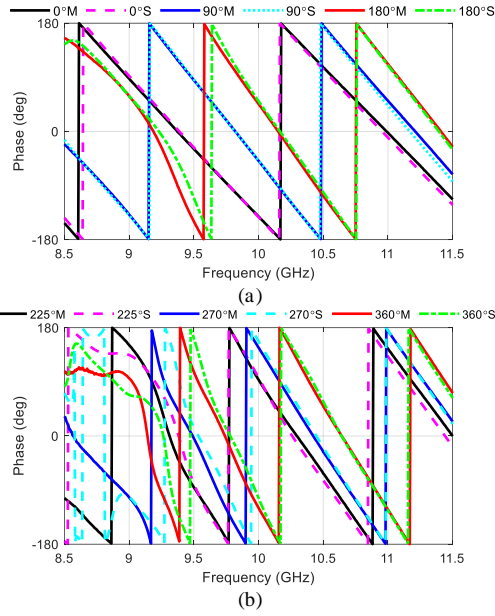 0°M 0°S 90°M 90°S 180°M 180°S
180
0
-180
Phase (deg)
8.5 9 9.5 10 10.5 11 11.5
Frequency (GHz)
(a)
225°M 225°S 270°M 270°S 360°M 360°S
180
0
-180
Phase (deg)
8.5 9 9.5 10 10.5 11 11.5
Frequency (GHz)
(b)